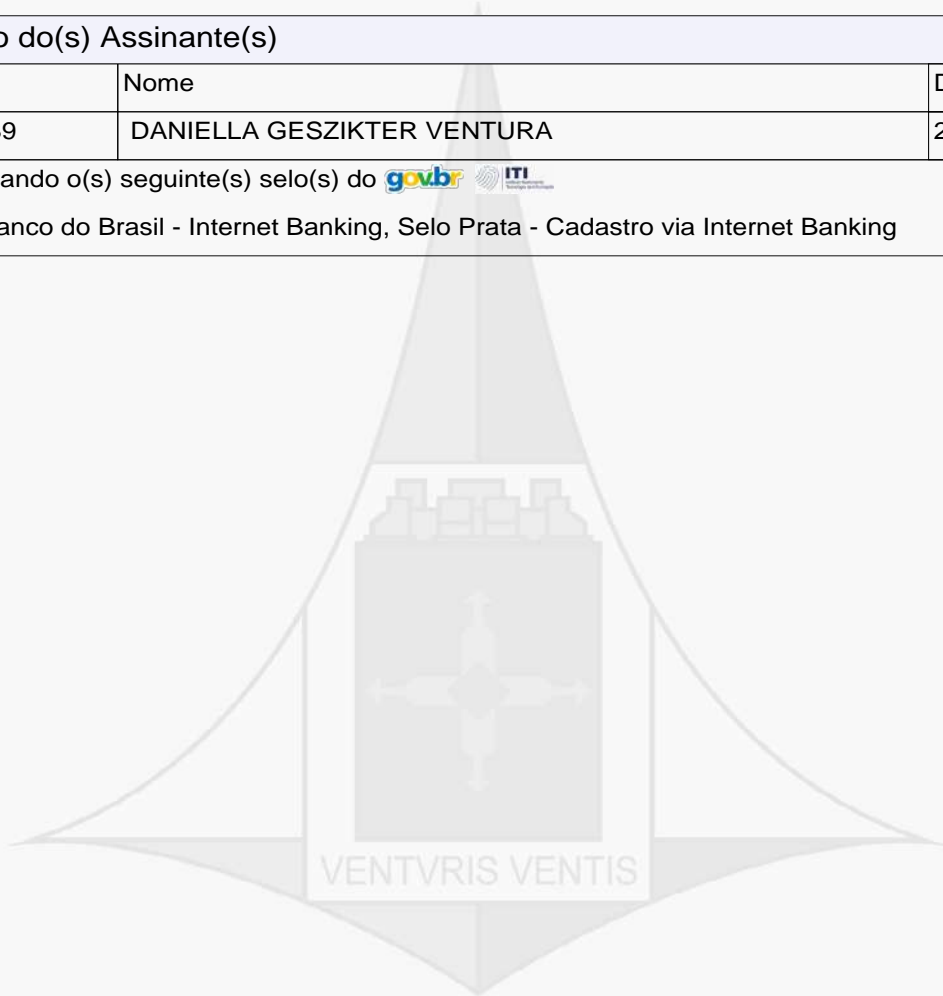 o do(s) Assinante(s)
Nome D
9 DANIELLA GESZIKTER VENTURA 2
ando o(s) seguinte(s) selo(s) do gov.br ITI
anco do Brasil - Internet Banking, Selo Prata - Cadastro via Internet Banking
VENTVRIS VENTIS